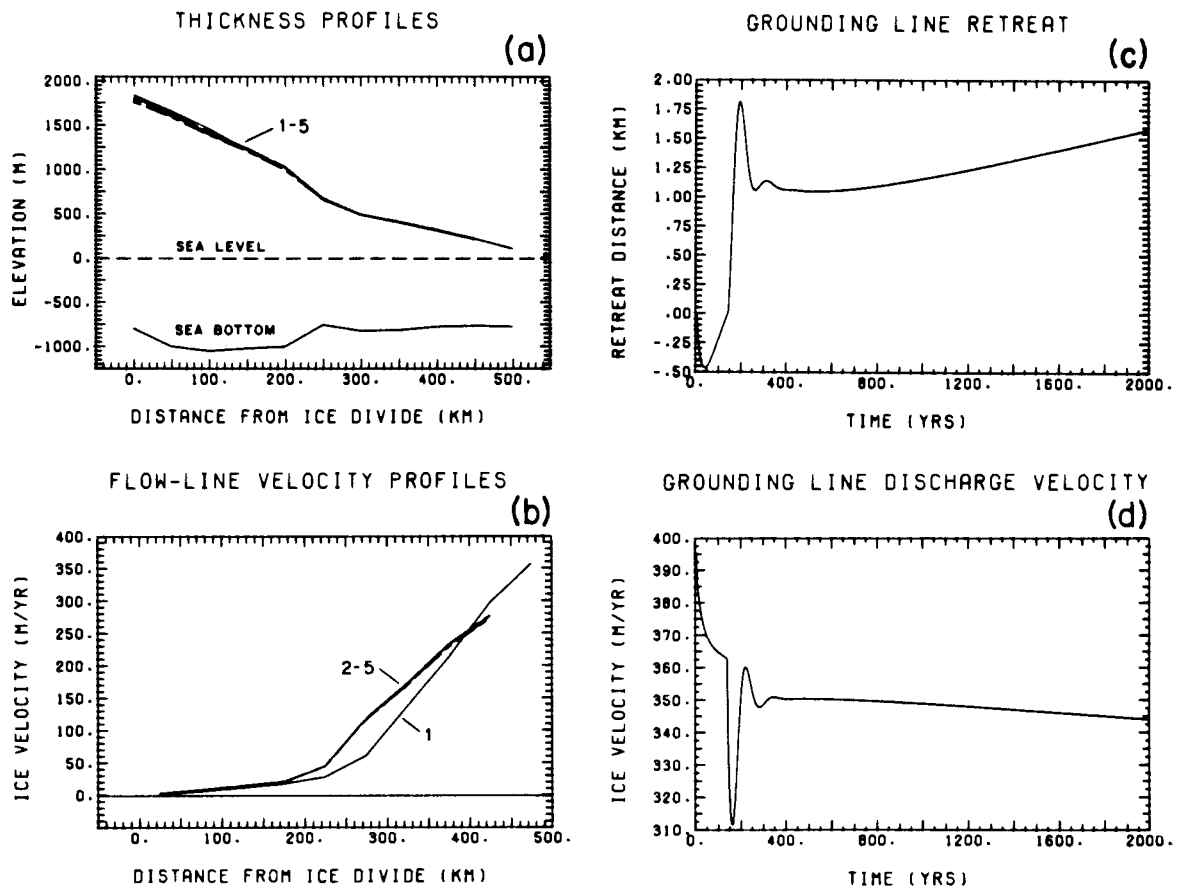 THICKNESS PROFILES
(a)
2000.
1500.
1000.
500.
0.
-500.
-1000.
ELEVATION (M)
1-5
SEA LEVEL
SEA BOTTOM
0. 100. 200. 300. 400. 500.
DISTANCE FROM ICE DIVIDE (KM)
GROUNDING LINE RETREAT
(c)
2.00
1.75
1.50
1.25
1.00
.75
.50
.25
.00
-.25
-.50
RETREAT DISTANCE (KM)
0. 400. 800. 1200. 1600. 2000.
TIME (YRS)
FLOW-LINE VELOCITY PROFILES
(b)
400.
350.
300.
250.
200.
150.
100.
50.
0.
ICE VELOCITY (M/YR)
2-5
1
0. 100. 200. 300. 400. 500.
DISTANCE FROM ICE DIVIDE (KM)
GROUNDING LINE DISCHARGE VELOCITY
(d)
400.
390.
380.
370.
360.
350.
340.
330.
320.
310.
ICE VELOCITY (M/YR)
0. 400. 800. 1200. 1600. 2000.
TIME (YRS)